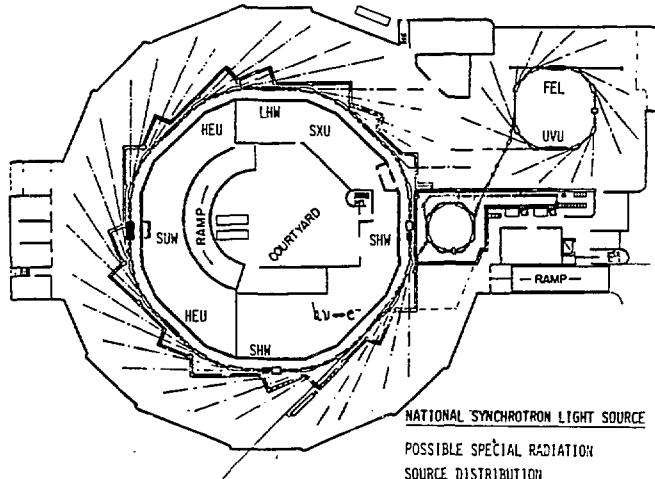 LHW
HEU
SXU
FEL
UVU
RAMP
COURTYARD
SUW
SHW
HEU
SHW
RAMP
NATIONAL SYNCHROTRON LIGHT SOURCE
POSSIBLE SPECIAL RADIATION
SOURCE DISTRIBUTION